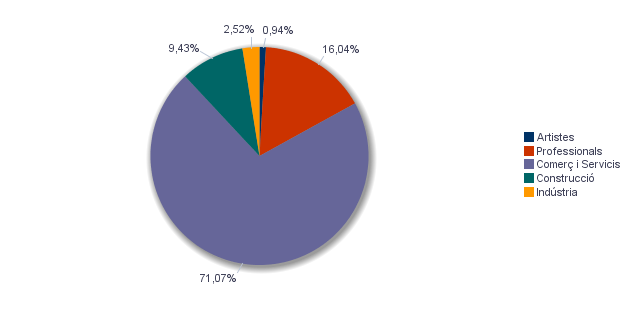 2,52%
0,94%
9,43%
16,04%
71,07%
Artistes
Professionals
Comerç i Servicis
Construcció
Indústria